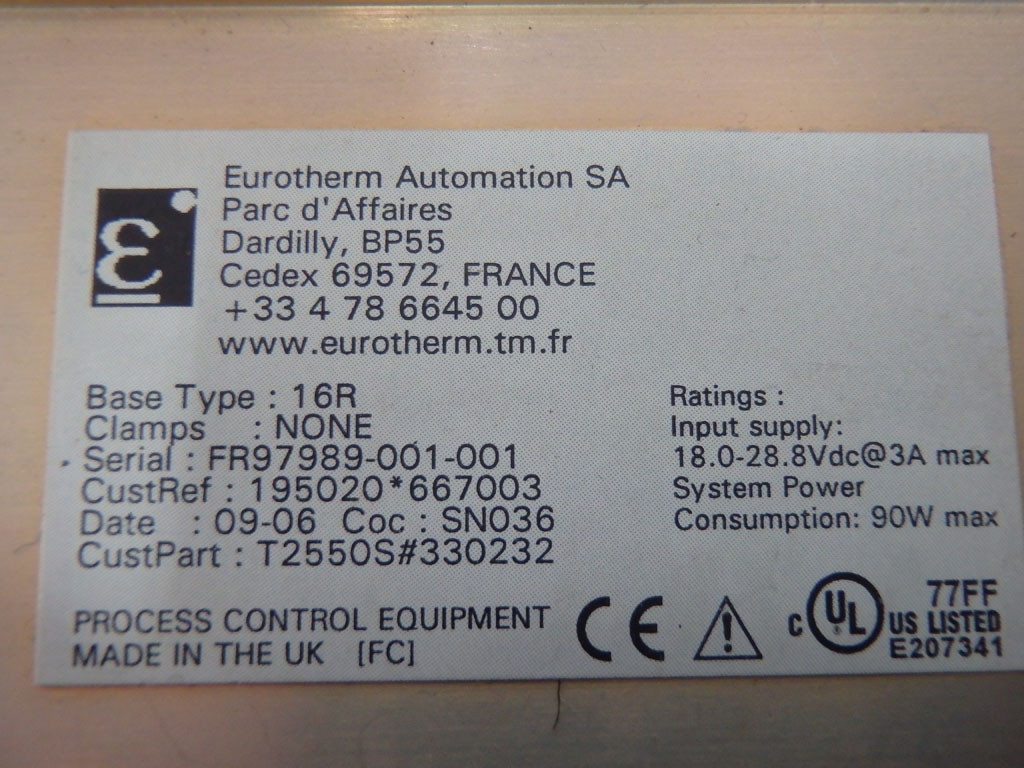 Eurotherm Automation SA
Parc d'Affaires
Dardilly, BP55
Cedex 69572, FRANCE
+33 4 78 6645 00
www.eurotherm.tm.fr
Base Type : 16R
Clamps : NONE
Serial : FR97989-001-001
CustRef : 195020*667003
Date : 09-06 Coc : SN036
CustPart : T2550S#330232
Ratings :
Input supply:
18.0-28.8Vdc@3A max
System Power
Consumption: 90W max
PROCESS CONTROL EQUIPMENT
MADE IN THE UK [FC]
CE
c UL US LISTED
77FF
E207341